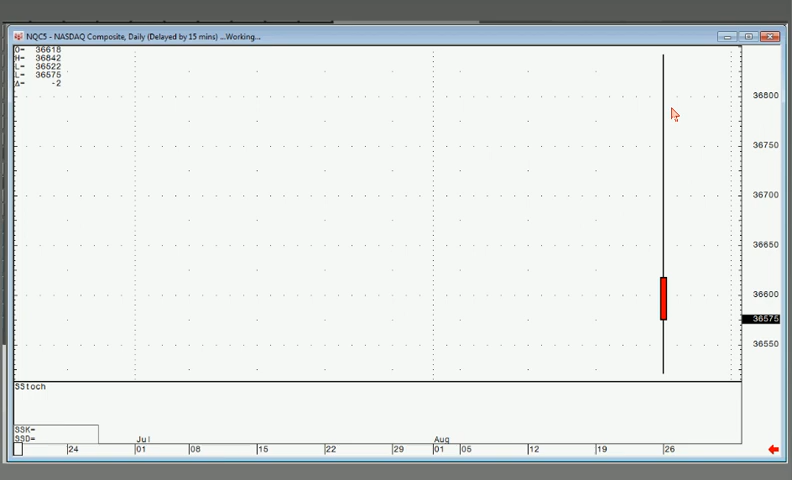 NQC5 - NASDAQ Composite, Daily (Delayed by 15 mins) ...Working...
O= 36618
H= 36842
L= 36522
L= 36575
Δ= -2
36800
36750
36700
36650
36600
36575
36550
SStoch
SSK=
SSD=
Jul Aug
24 01 08 15 22 29 01 05 12 19 26